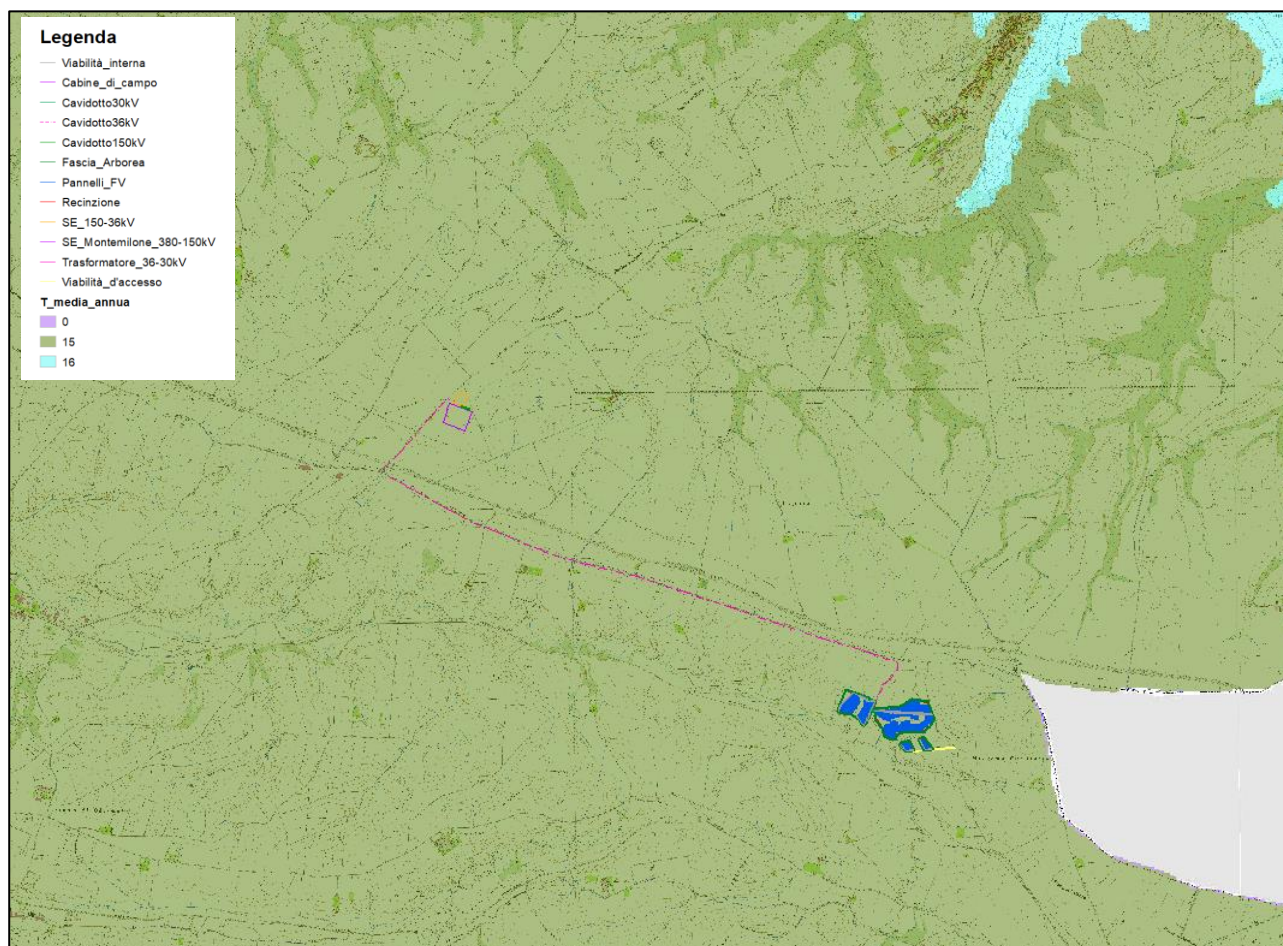 Legenda
Viabilità_interna
Cabine_di_campo
Cavidotto30kV
Cavidotto36kV
Cavidotto150kV
Fascia_Arborea
Pannelli_FV
Recinzione
SE_150-36kV
SE_Montemilone_380-150kV
Trasformatore_36-30kV
Viabilità_d'accesso
T_media_annua
0
15
16